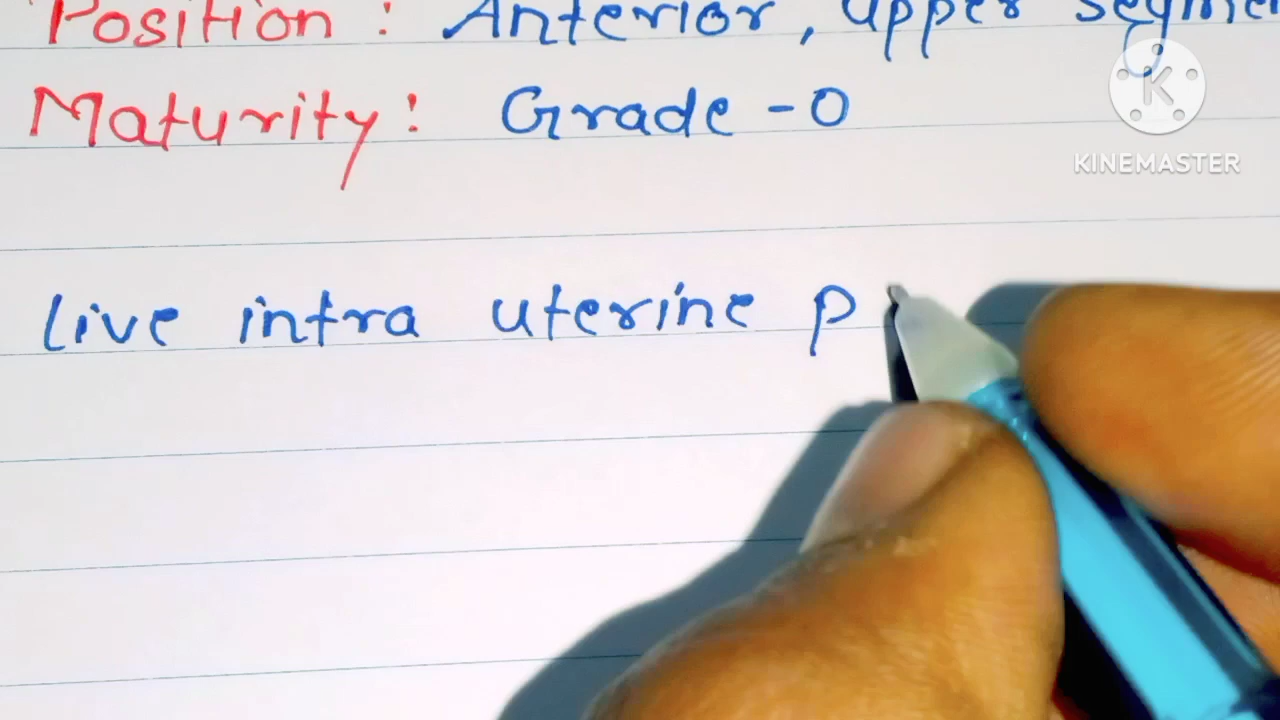 Position : Anterior, upper
Maturity : Grade - 0
K
KINEMASTER
Live intra uterine p